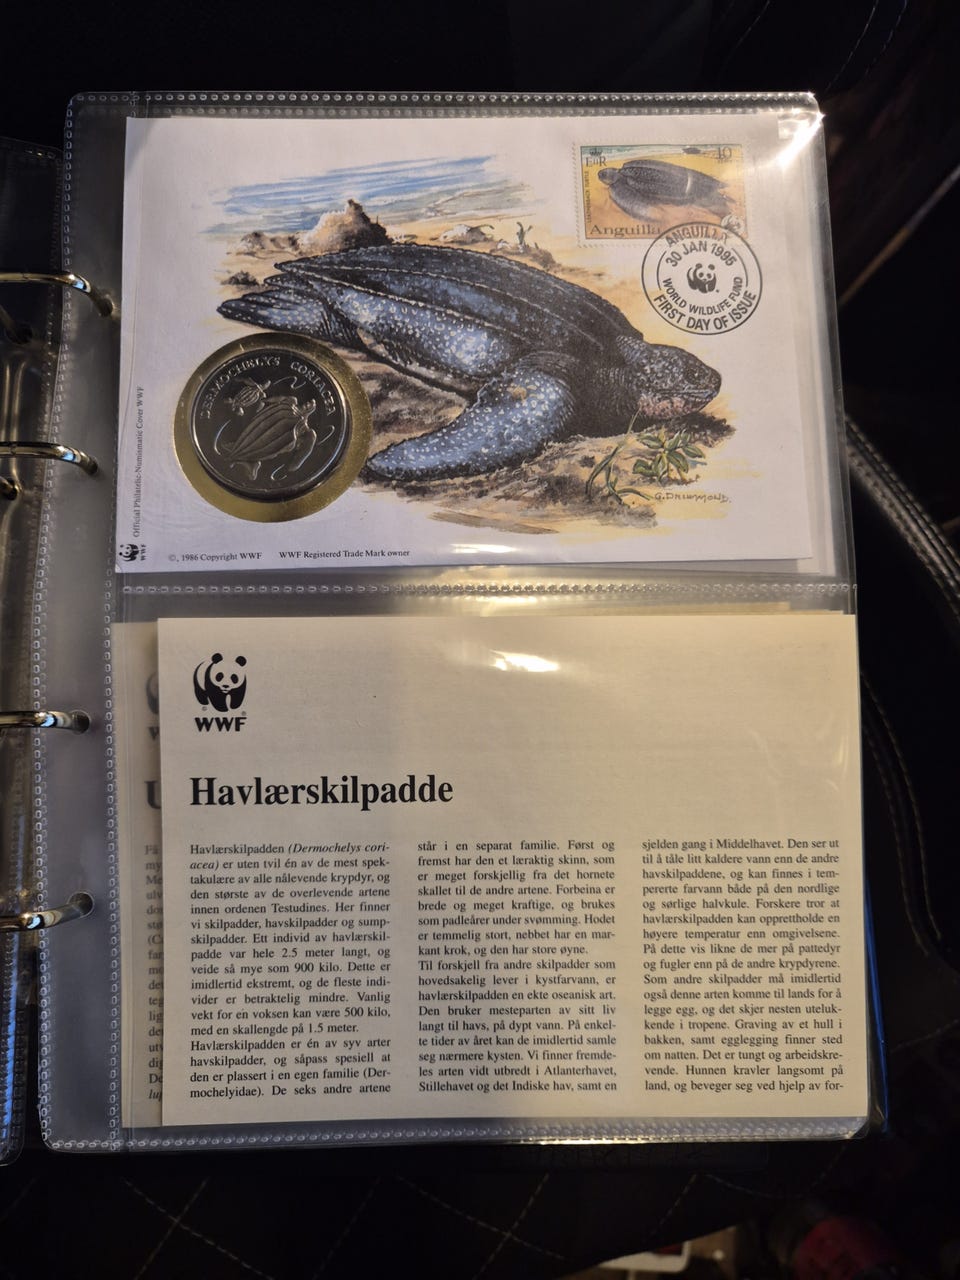 EIIR
10
LEATHERBACK TURTLE
Anguilla
ANGUILLA
30 JAN 1995
WORLD WILDLIFE FUND
FIRST DAY OF ISSUE
DERMOCHELYS CORIACEA
G. DRUMMOND.
Official Philatelic-Numismatic Cover WWF
WWF
©, 1986 Copyright WWF WWF Registered Trade Mark owner
WWF
Havlærskilpadde
Havlærskilpadden (Dermochelys cori-
acea) er uten tvil én av de mest spek-
takulære av alle nålevende krypdyr, og
den største av de overlevende artene
innen ordenen Testudines. Her finner
vi skilpadder, havskilpadder og sump-
skilpadder. Ett individ av havlærskil-
padde var hele 2.5 meter langt, og
veide så mye som 900 kilo. Dette er
imidlertid ekstremt, og de fleste indi-
vider er betraktelig mindre. Vanlig
vekt for en voksen kan være 500 kilo,
med en skallengde på 1.5 meter.
Havlærskilpadden er én av syv arter
havskilpadder, og såpass spesiell at
den er plassert i en egen familie (Der-
mochelyidae). De seks andre artene
står i en separat familie. Først og
fremst har den et læraktig skinn, som
er meget forskjellig fra det hornete
skallet til de andre artene. Forbeina er
brede og meget kraftige, og brukes
som padleårer under svømming. Hodet
er temmelig stort, nebbet har en mar-
kant krok, og den har store øyne.
Til forskjell fra andre skilpadder som
hovedsakelig lever i kystfarvann, er
havlærskilpadden en ekte oseanisk art.
Den bruker mesteparten av sitt liv
langt til havs, på dypt vann. På enkel-
te tider av året kan de imidlertid samle
seg nærmere kysten. Vi finner fremde-
les arten vidt utbredt i Atlanterhavet,
Stillehavet og det Indiske hav, samt en
sjelden gang i Middelhavet. Den ser ut
til å tåle litt kaldere vann enn de andre
havskilpaddene, og kan finnes i tem-
pererte farvann både på den nordlige
og sørlige halvkule. Forskere tror at
havlærskilpadden kan opprettholde en
høyere temperatur enn omgivelsene.
På dette vis likne de mer på pattedyr
og fugler enn på de andre krypdyrene.
Som andre skilpadder må imidlertid
også denne arten komme til lands for å
legge egg, og det skjer nesten uteluk-
kende i tropene. Graving av et hull i
bakken, samt egglegging finner sted
om natten. Det er tungt og arbeidskre-
vende. Hunnen kravler langsomt på
land, og beveger seg ved hjelp av for-